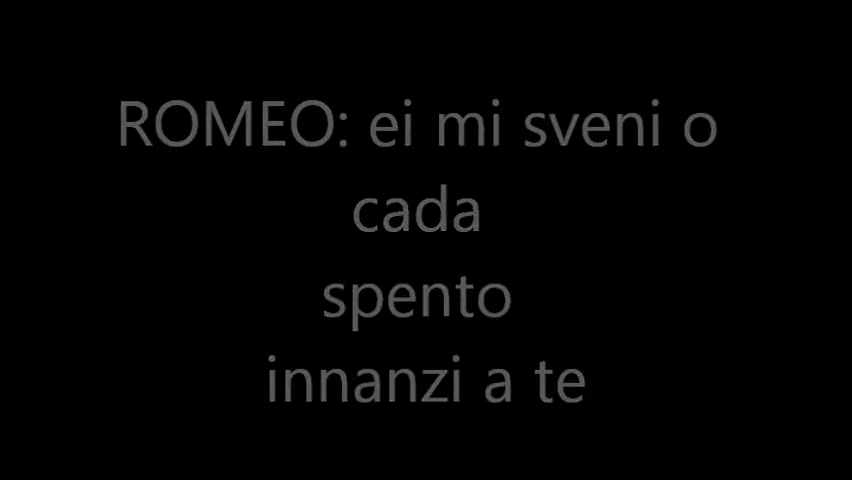 ROMEO: ei mi sveni o
cada
spento
innanzi a te